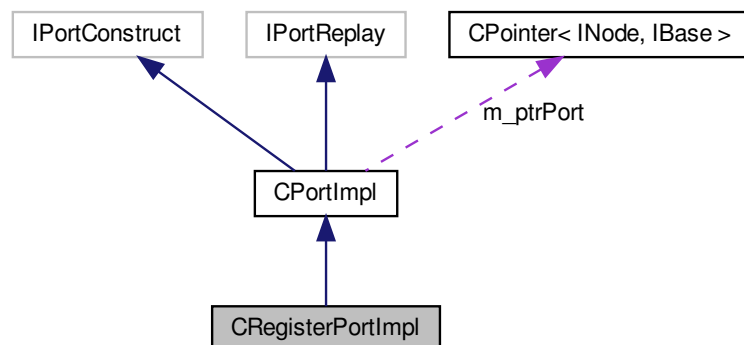 IPortConstruct
IPortReplay
CPointer< INode, IBase >
m_ptrPort
CPortImpl
CRegisterPortImpl